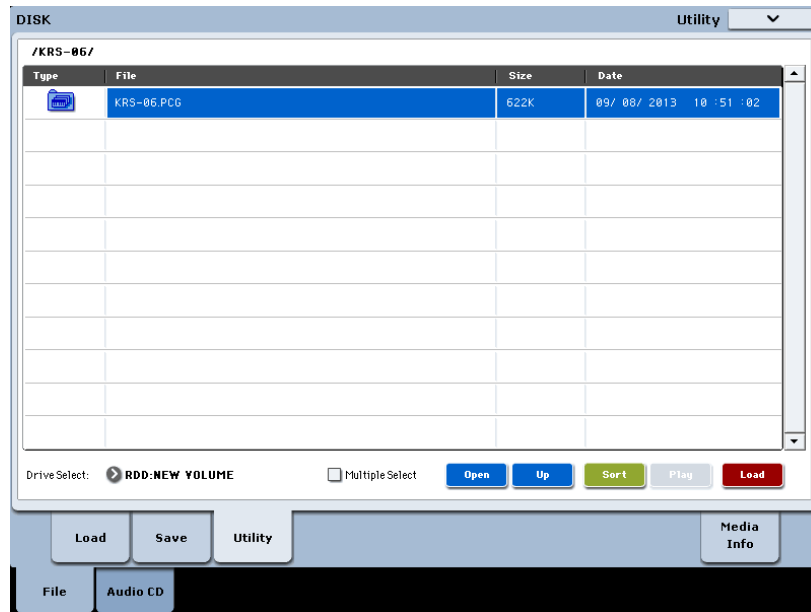 DISK Utility
/KRS-06/
Type File Size Date
KRS-06.PCG 622K 09/ 08/ 2013 10 :51 :02
Drive Select: RDD:NEW VOLUME Multiple Select Open Up Sort Play Load
Load Save Utility Media Info
File Audio CD